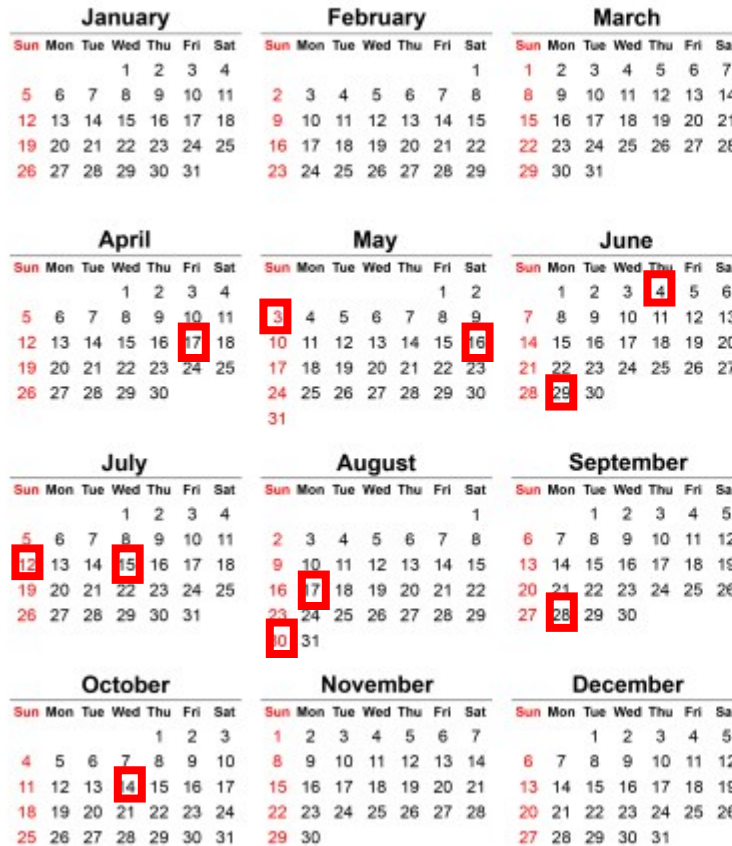 January
Sun Mon Tue Wed Thu Fri Sat
1 2 3 4
5 6 7 8 9 10 11
12 13 14 15 16 17 18
19 20 21 22 23 24 25
26 27 28 29 30 31
February
Sun Mon Tue Wed Thu Fri Sat
1
2 3 4 5 6 7 8
9 10 11 12 13 14 15
16 17 18 19 20 21 22
23 24 25 26 27 28 29
March
Sun Mon Tue Wed Thu Fri Sa
1 2 3 4 5 6 7
8 9 10 11 12 13 14
15 16 17 18 19 20 21
22 23 24 25 26 27 28
29 30 31
April
Sun Mon Tue Wed Thu Fri Sat
1 2 3 4
5 6 7 8 9 10 11
12 13 14 15 16 17 18
19 20 21 22 23 24 25
26 27 28 29 30
May
Sun Mon Tue Wed Thu Fri Sat
1 2
3 4 5 6 7 8 9
10 11 12 13 14 15 16
17 18 19 20 21 22 23
24 25 26 27 28 29 30
31
June
Sun Mon Tue Wed Thu Fri Sa
1 2 3 4 5 6
7 8 9 10 11 12 13
14 15 16 17 18 19 20
21 22 23 24 25 26 27
28 29 30
July
Sun Mon Tue Wed Thu Fri Sat
1 2 3 4
5 6 7 8 9 10 11
12 13 14 15 16 17 18
19 20 21 22 23 24 25
26 27 28 29 30 31
August
Sun Mon Tue Wed Thu Fri Sat
1
2 3 4 5 6 7 8
9 10 11 12 13 14 15
16 17 18 19 20 21 22
23 24 25 26 27 28 29
30 31
September
Sun Mon Tue Wed Thu Fri Sa
1 2 3 4 5
6 7 8 9 10 11 12
13 14 15 16 17 18 19
20 21 22 23 24 25 26
27 28 29 30
October
Sun Mon Tue Wed Thu Fri Sat
1 2 3
4 5 6 7 8 9 10
11 12 13 14 15 16 17
18 19 20 21 22 23 24
25 26 27 28 29 30 31
November
Sun Mon Tue Wed Thu Fri Sat
1 2 3 4 5 6 7
8 9 10 11 12 13 14
15 16 17 18 19 20 21
22 23 24 25 26 27 28
29 30
December
Sun Mon Tue Wed Thu Fri Sa
1 2 3 4 5
6 7 8 9 10 11 12
13 14 15 16 17 18 19
20 21 22 23 24 25 26
27 28 29 30 31